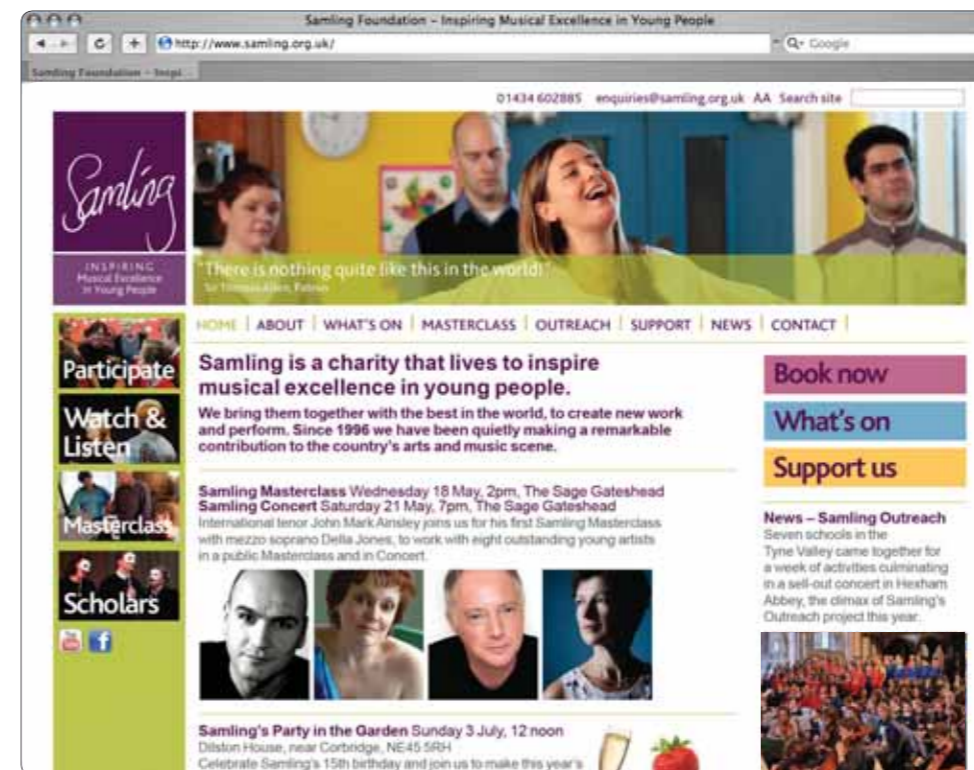 Samling Foundation – Inspiring Musical Excellence in Young People
http://www.samling.org.uk/
Google
Samling Foundation – Inspi...
01434 602885 enquiries@samling.org.uk AA Search site
Samling
INSPIRING
Musical Excellence
in Young People
"There is nothing quite like this in the world!"
Sir Thomas Allen, Patron
HOME ABOUT WHAT'S ON MASTERCLASS OUTREACH SUPPORT NEWS CONTACT
Participate
Watch &
Listen
Masterclass
Scholars
You
f
Samling is a charity that lives to inspire
musical excellence in young people.
We bring them together with the best in the world, to create new work
and perform. Since 1996 we have been quietly making a remarkable
contribution to the country's arts and music scene.
Samling Masterclass Wednesday 18 May, 2pm, The Sage Gateshead
Samling Concert Saturday 21 May, 7pm, The Sage Gateshead
International tenor John Mark Ainsley joins us for his first Samling Masterclass
with mezzo soprano Della Jones, to work with eight outstanding young artists
in a public Masterclass and in Concert.
Samling's Party in the Garden Sunday 3 July, 12 noon
Dilston House, near Corbridge, NE45 5RH
Celebrate Samling's 15th birthday and join us to make this year's
Book now
What's on
Support us
News – Samling Outreach
Seven schools in the
Tyne Valley came together for
a week of activities culminating
in a sell-out concert in Hexham
Abbey, the climax of Samling's
Outreach project this year.